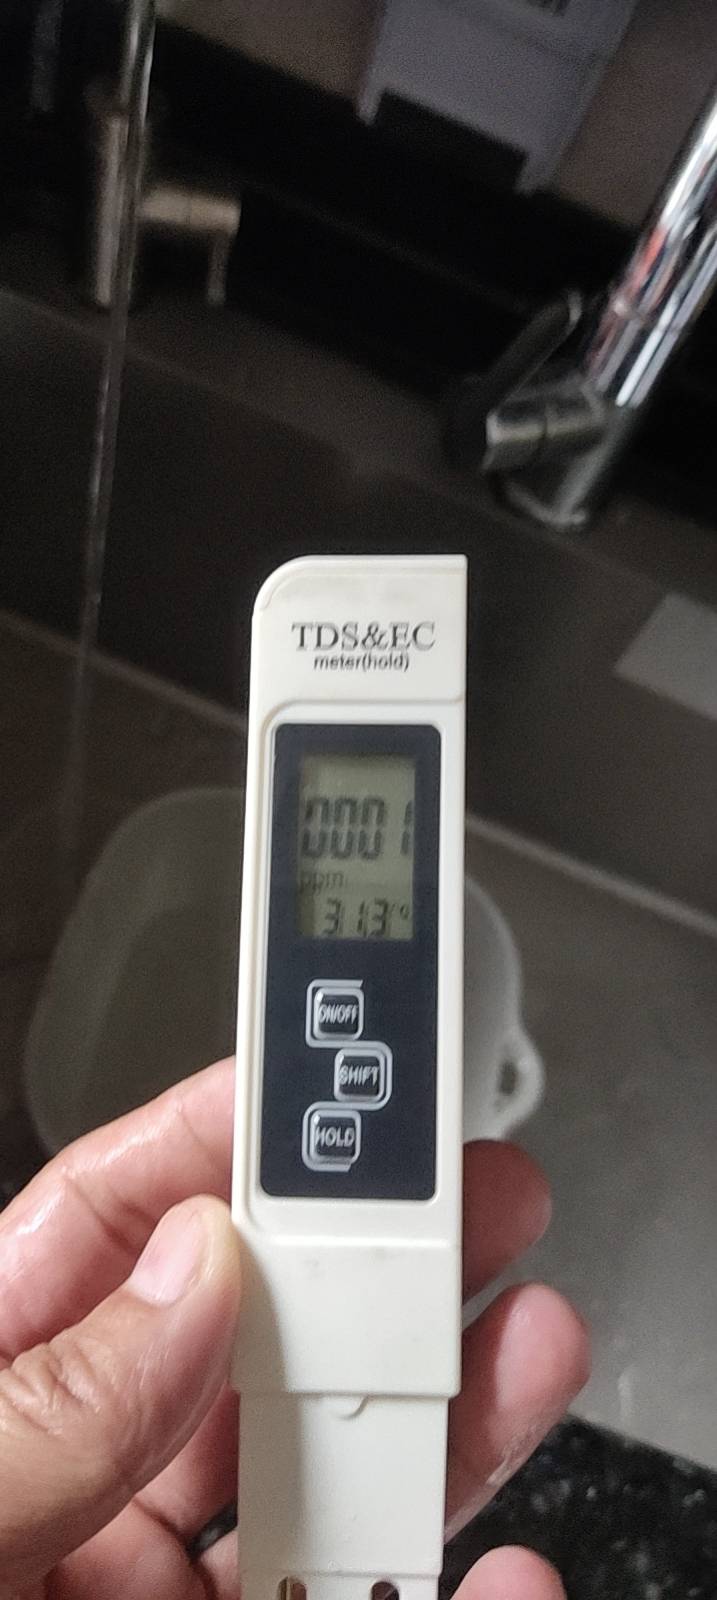 TDS&EC
meter(hold)
0001
ppm
31.3°
ON/OFF
SHIFT
HOLD